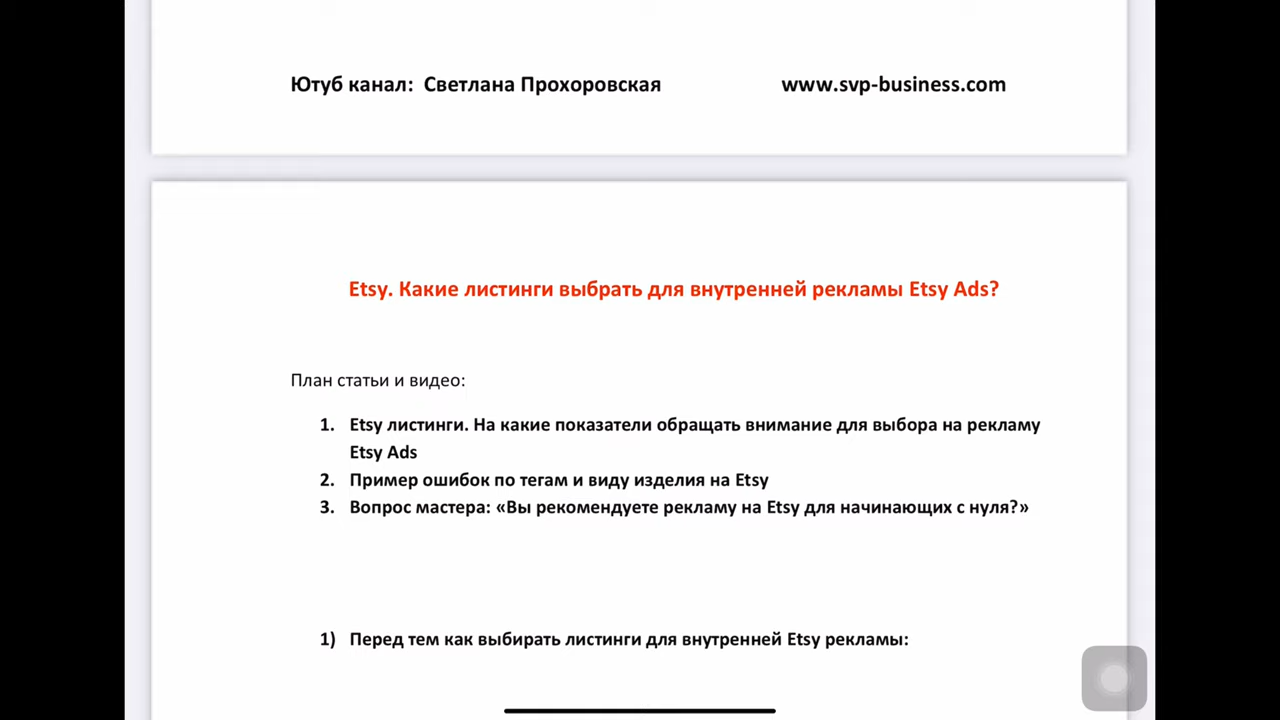 Ютуб канал: Светлана Прохоровская www.svp-business.com
Etsy. Какие листинги выбрать для внутренней рекламы Etsy Ads?
План статьи и видео:
1. Etsy листинги. На какие показатели обращать внимание для выбора на рекламу
Etsy Ads
2. Пример ошибок по тегам и виду изделия на Etsy
3. Вопрос мастера: «Вы рекомендуете рекламу на Etsy для начинающих с нуля?»
1) Перед тем как выбирать листинги для внутренней Etsy рекламы: